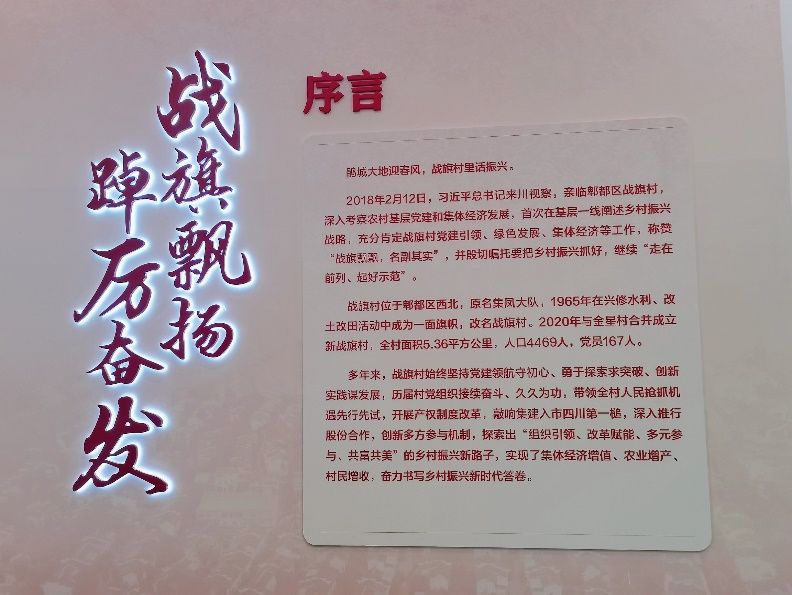 战旗飘扬
踔厉奋发
序言
鹃城大地迎春风，战旗村里话振兴。
2018年2月12日，习近平总书记来川视察，亲临郫都区战旗村，
深入考察农村基层党建和集体经济发展，首次在基层一线阐述乡村振兴
战略，充分肯定战旗村党建引领、绿色发展、集体经济等工作，称赞
“战旗飘飘，名副其实”，并殷切嘱托要把乡村振兴抓好，继续“走在
前列、起好示范”。
战旗村位于郫都区西北，原名集凤大队，1965年在兴修水利、改
土改田活动中成为一面旗帜，改名战旗村。2020年与金星村合并成立
新战旗村，全村面积5.36平方公里，人口4469人，党员167人。
多年来，战旗村始终坚持党建领航守初心、勇于探索求突破、创新
实践谋发展，历届村党组织接续奋斗、久久为功，带领全村人民抢抓机
遇先行先试，开展产权制度改革，敲响集建入市四川第一槌，深入推行
股份合作，创新多方参与机制，探索出“组织引领、改革赋能、多元参
与、共富共美”的乡村振兴新路子，实现了集体经济增值、农业增产、
村民增收，奋力书写乡村振兴新时代答卷。